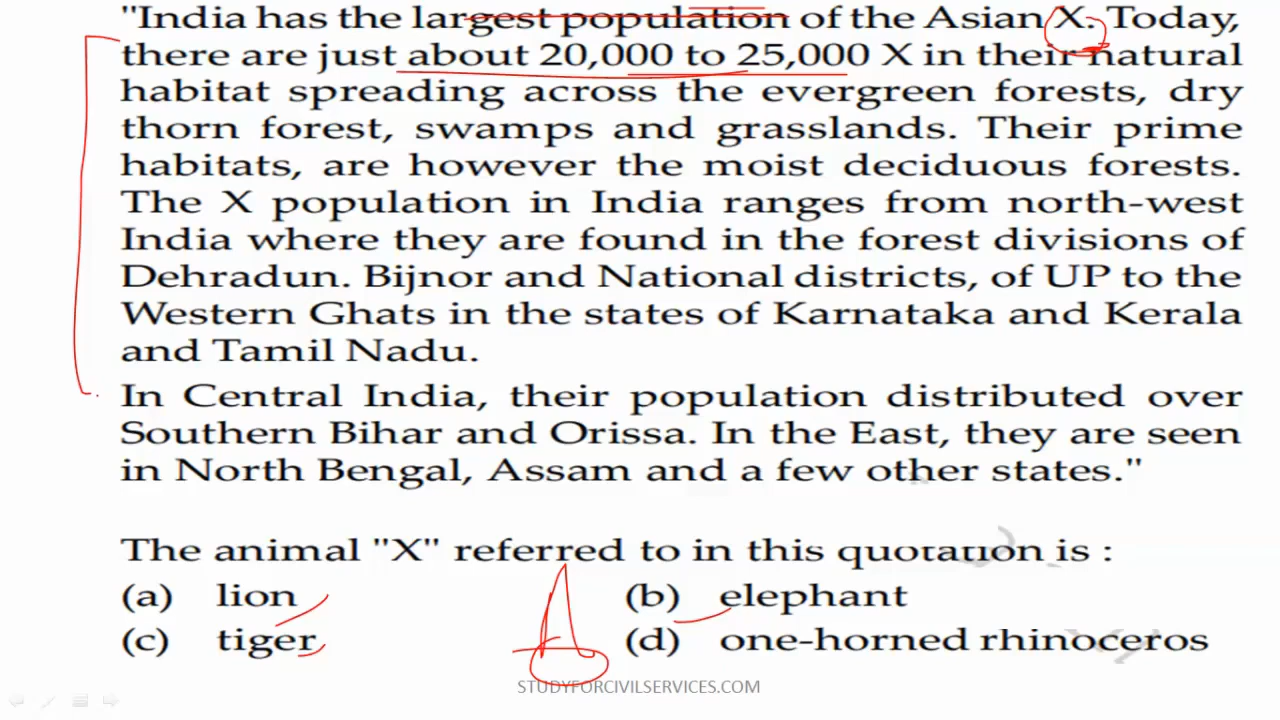 "India has the largest population of the Asian X. Today,
there are just about 20,000 to 25,000 X in their natural
habitat spreading across the evergreen forests, dry
thorn forest, swamps and grasslands. Their prime
habitats, are however the moist deciduous forests.
The X population in India ranges from north-west
India where they are found in the forest divisions of
Dehradun. Bijnor and National districts, of UP to the
Western Ghats in the states of Karnataka and Kerala
and Tamil Nadu.
In Central India, their population distributed over
Southern Bihar and Orissa. In the East, they are seen
in North Bengal, Assam and a few other states."
The animal "X" referred to in this quotation is :
(a) lion (b) elephant
(c) tiger (d) one-horned rhinoceros
STUDYFORCIVILSERVICES.COM